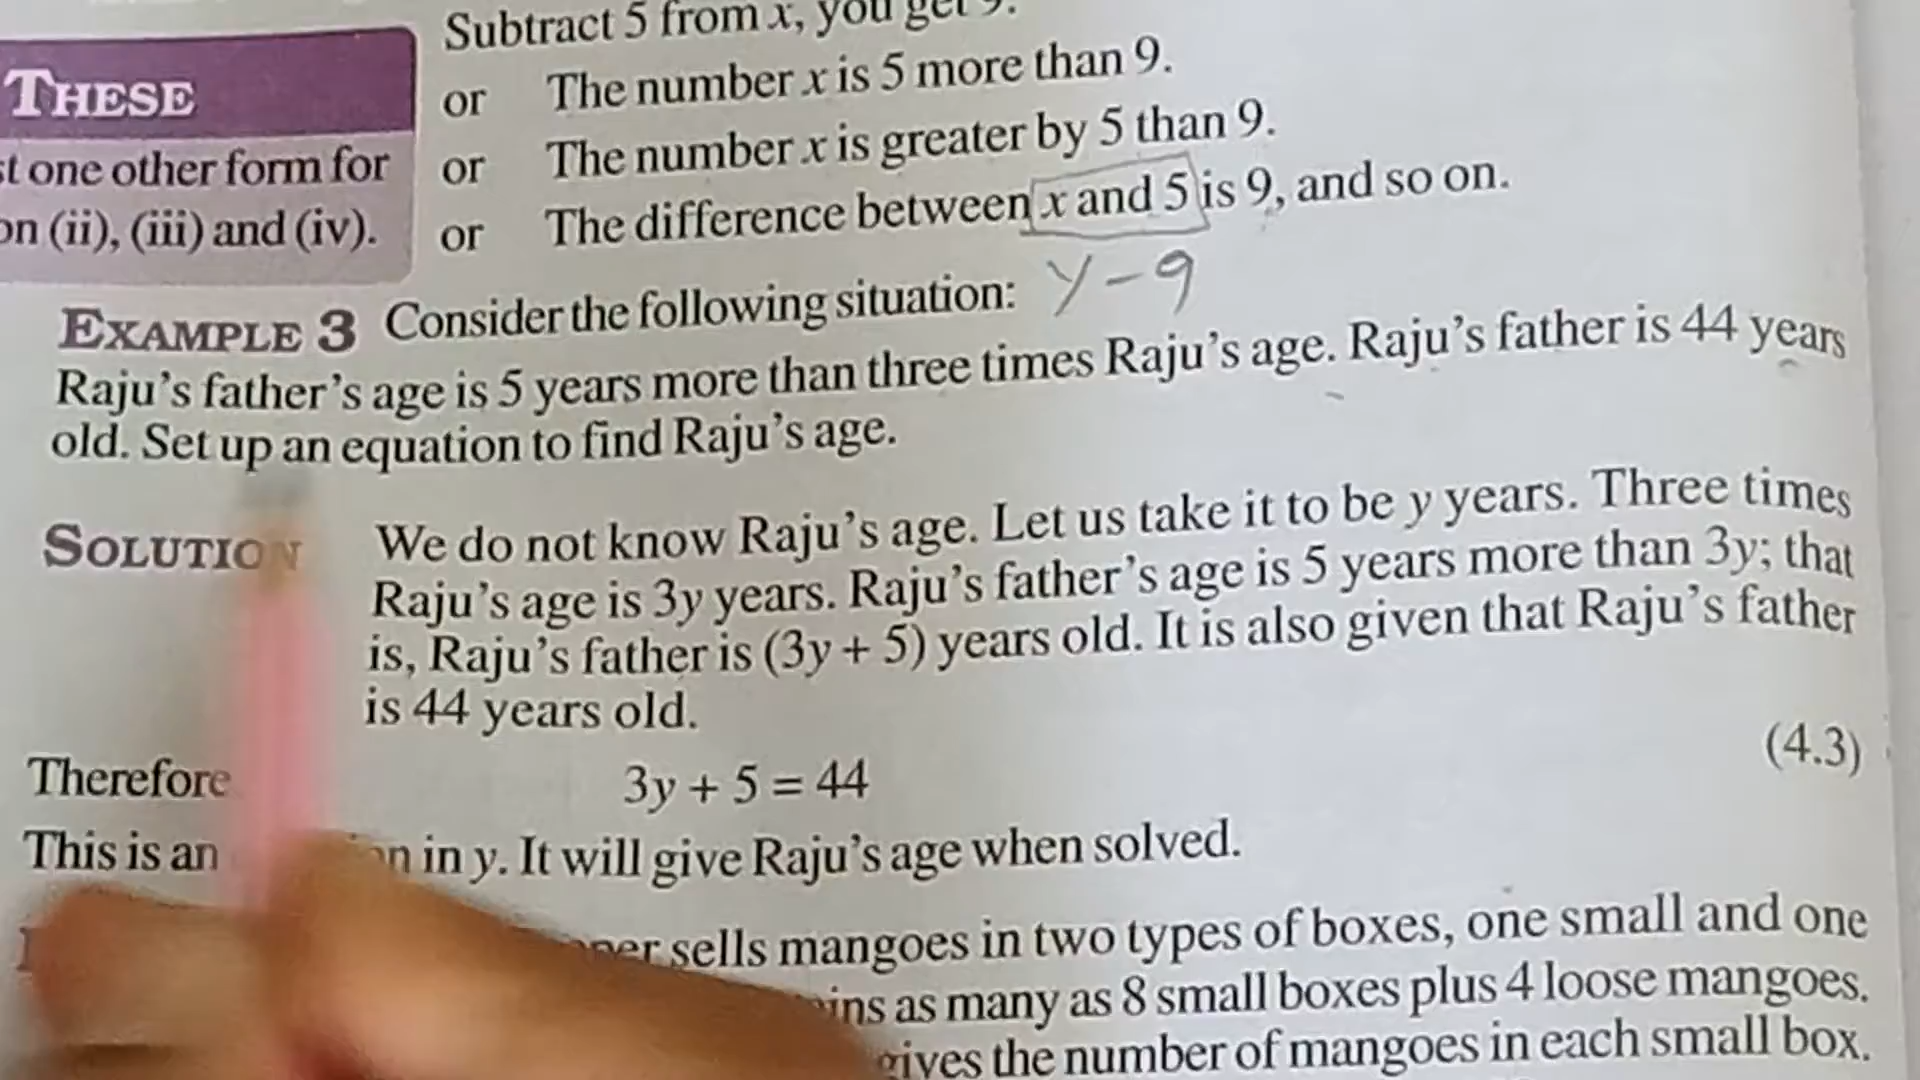 Subtract 5 from x, you get 9.
THESE
or The number x is 5 more than 9.
st one other form for
or The number x is greater by 5 than 9.
on (ii), (iii) and (iv).
or The difference between x and 5 is 9, and so on.
y-9
EXAMPLE 3 Consider the following situation:
Raju's father's age is 5 years more than three times Raju's age. Raju's father is 44 years
old. Set up an equation to find Raju's age.
SOLUTION We do not know Raju's age. Let us take it to be y years. Three times
Raju's age is 3y years. Raju's father's age is 5 years more than 3y; that
is, Raju's father is (3y + 5) years old. It is also given that Raju's father
is 44 years old.
Therefore 3y + 5 = 44 (4.3)
This is an in y. It will give Raju's age when solved.
sells mangoes in two types of boxes, one small and one
as many as 8 small boxes plus 4 loose mangoes.
gives the number of mangoes in each small box.